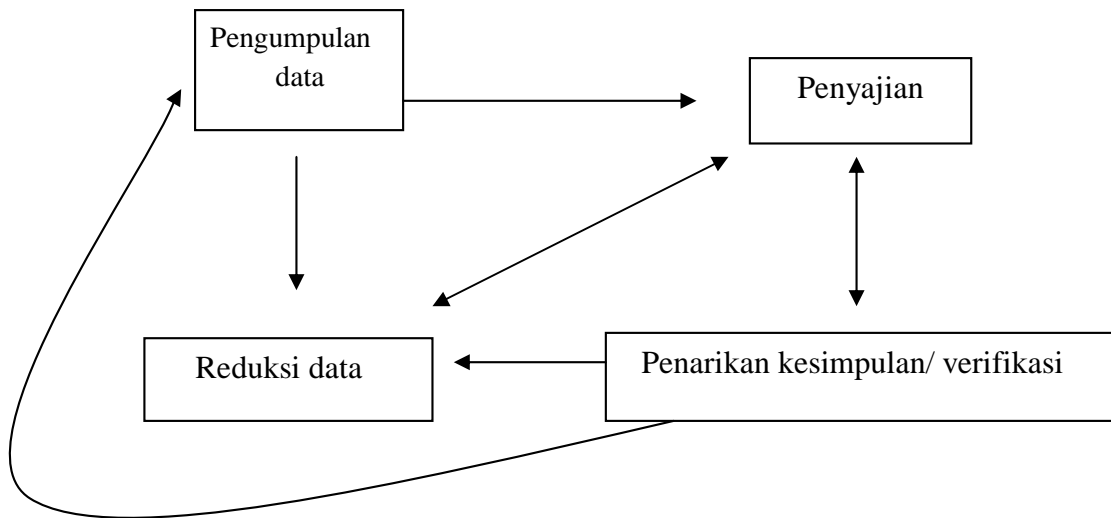 Pengumpulan
data
Penyajian
Reduksi data
Penarikan kesimpulan/ verifikasi